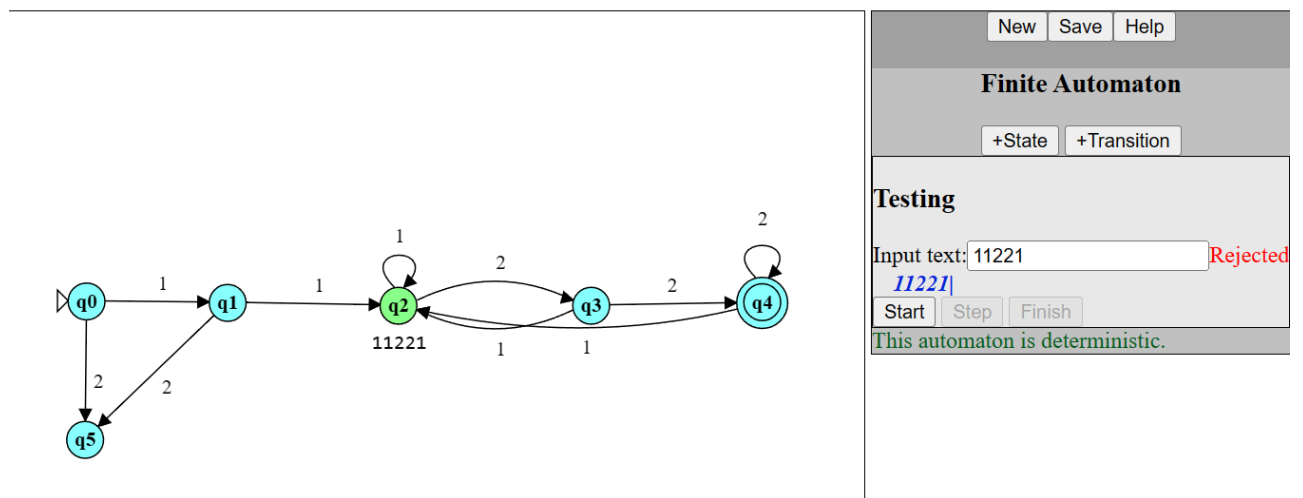 New Save Help
Finite Automaton
+State +Transition
Testing
Input text: 11221 Rejected
11221|
Start Step Finish
This automaton is deterministic.
2
1
2
1
1
2
q0
q1
q2
q3
q4
11221
1
1
2
2
q5